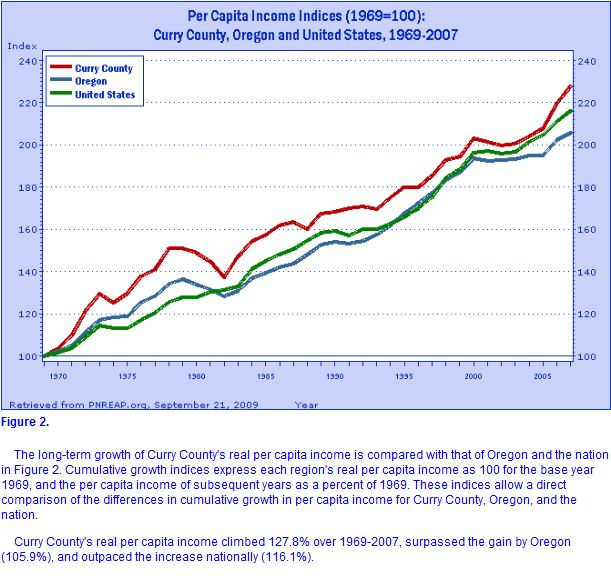 Per Capita Income Indices (1969=100):
Curry County, Oregon and United States, 1969-2007
Index
240
240
Curry County
Oregon
United States
220
220
200
200
180
180
160
160
140
140
120
120
100
100
1970 1975 1980 1985 1990 1995 2000 2005
Retrieved from PNREAP.org, September 21, 2009 Year
Figure 2.
The long-term growth of Curry County's real per capita income is compared with that of Oregon and the nation
in Figure 2. Cumulative growth indices express each region's real per capita income as 100 for the base year
1969, and the per capita income of subsequent years as a percent of 1969. These indices allow a direct
comparison of the differences in cumulative growth in per capita income for Curry County, Oregon, and the
nation.
Curry County's real per capita income climbed 127.8% over 1969-2007, surpassed the gain by Oregon
(105.9%), and outpaced the increase nationally (116.1%).